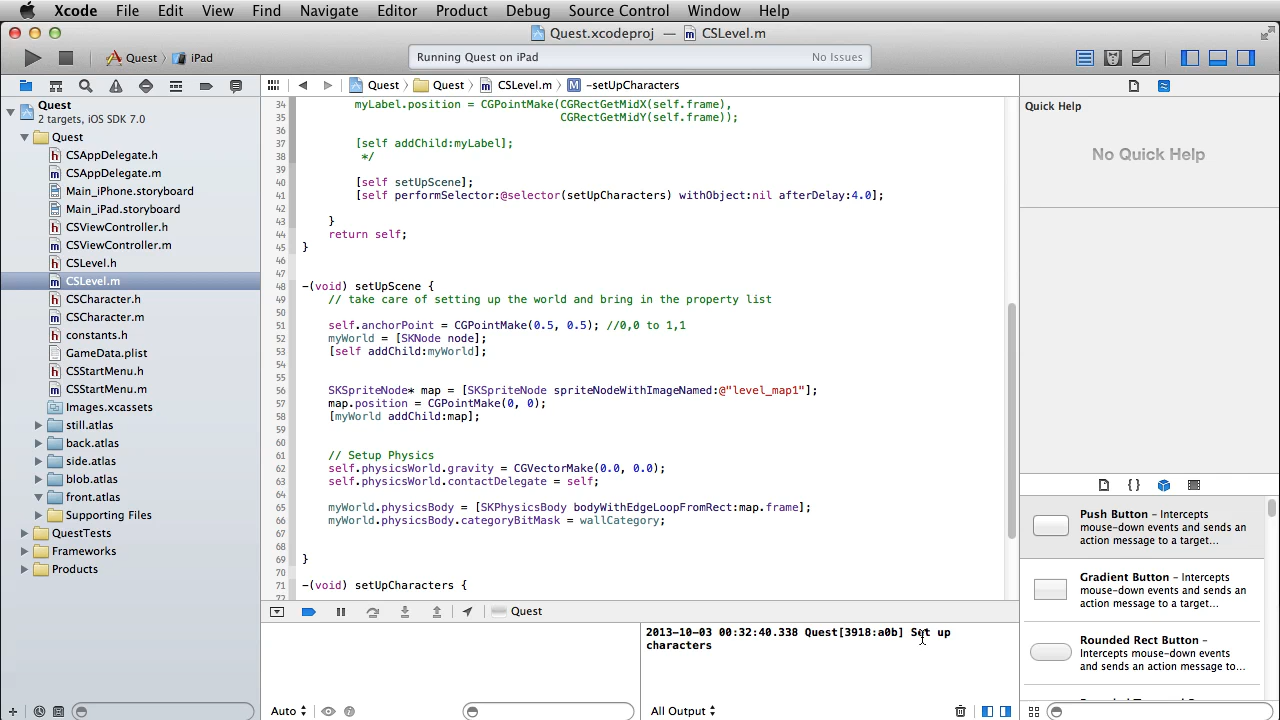 Xcode File Edit View Find Navigate Editor Product Debug Source Control Window Help
Quest.xcodeproj — CSLevel.m
Quest iPad
Running Quest on iPad No Issues
Quest Quest CSLevel.m -setUpCharacters
Quest
2 targets, iOS SDK 7.0
Quest
CSAppDelegate.h
CSAppDelegate.m
Main_iPhone.storyboard
Main_iPad.storyboard
CSViewController.h
CSViewController.m
CSLevel.h
CSLevel.m
CSCharacter.h
CSCharacter.m
constants.h
GameData.plist
CSStartMenu.h
CSStartMenu.m
Images.xcassets
still.atlas
back.atlas
side.atlas
blob.atlas
front.atlas
Supporting Files
QuestTests
Frameworks
Products
34 myLabel.position = CGPointMake(CGRectGetMidX(self.frame),
35 CGRectGetMidY(self.frame));
36
37 [self addChild:myLabel];
38 */
39
40 [self setUpScene];
41 [self performSelector:@selector(setUpCharacters) withObject:nil afterDelay:4.0];
42
43 }
44 return self;
45 }
46
47
48 -(void) setUpScene {
49 // take care of setting up the world and bring in the property list
50
51 self.anchorPoint = CGPointMake(0.5, 0.5); //0,0 to 1,1
52 myWorld = [SKNode node];
53 [self addChild:myWorld];
54
55
56 SKSpriteNode* map = [SKSpriteNode spriteNodeWithImageNamed:@"level_map1"];
57 map.position = CGPointMake(0, 0);
58 [myWorld addChild:map];
59
60
61 // Setup Physics
62 self.physicsWorld.gravity = CGVectorMake(0.0, 0.0);
63 self.physicsWorld.contactDelegate = self;
64
65 myWorld.physicsBody = [SKPhysicsBody bodyWithEdgeLoopFromRect:map.frame];
66 myWorld.physicsBody.categoryBitMask = wallCategory;
67
68
69 }
70
71 -(void) setUpCharacters {
72
Quest
2013-10-03 00:32:40.338 Quest[3918:a0b] Set up
characters
Auto
All Output
Quick Help
No Quick Help
Push Button – Intercepts
mouse-down events and sends an
action message to a target...
Gradient Button – Intercepts
mouse-down events and sends an
action message to a target...
Rounded Rect Button –
Intercepts mouse-down events
and sends an action message to...